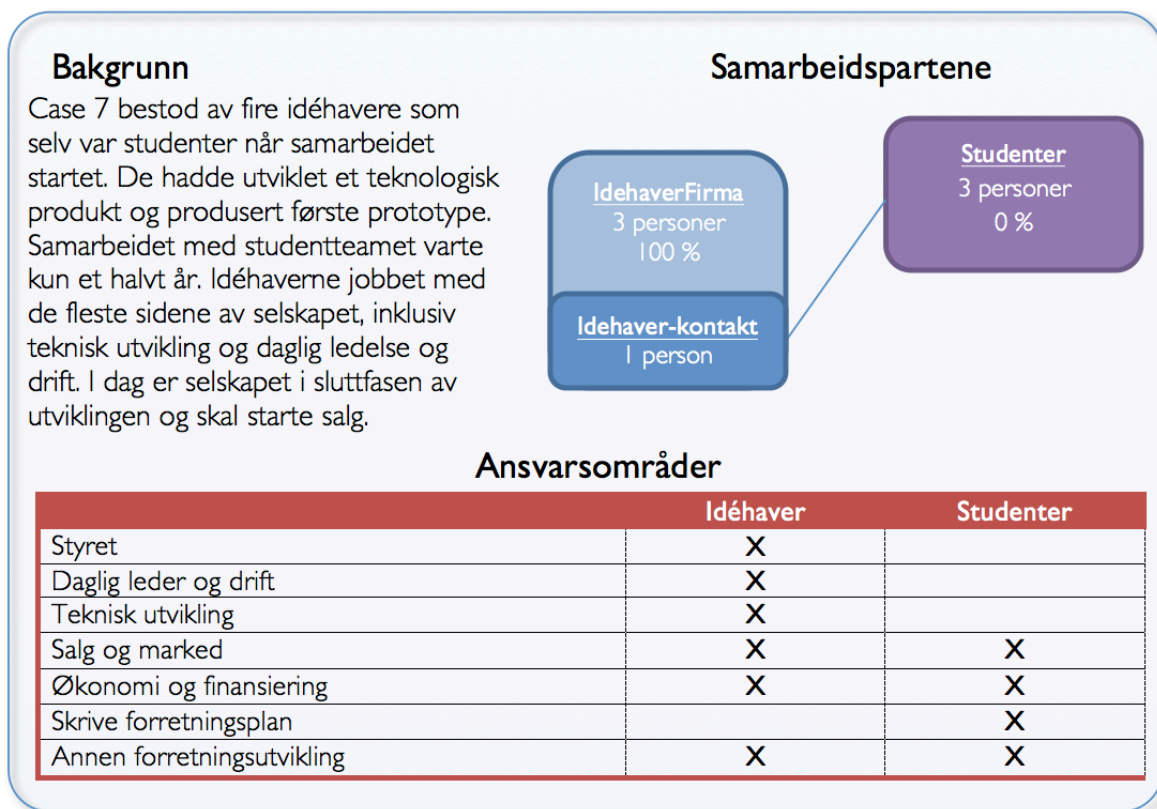 Bakgrunn
Case 7 bestod av fire idéhavere som
selv var studenter når samarbeidet
startet. De hadde utviklet et teknologisk
produkt og produsert første prototype.
Samarbeidet med studentteamet varte
kun et halvt år. Idéhaverne jobbet med
de fleste sidene av selskapet, inklusiv
teknisk utvikling og daglig ledelse og
drift. I dag er selskapet i sluttfasen av
utviklingen og skal starte salg.
Samarbeidspartene
IdehaverFirma
3 personer
100 %
Idehaver-kontakt
1 person
Studenter
3 personer
0 %
Ansvarsområder
Idéhaver Studenter
Styret X
Daglig leder og drift X
Teknisk utvikling X
Salg og marked X X
Økonomi og finansiering X X
Skrive forretningsplan X
Annen forretningsutvikling X X